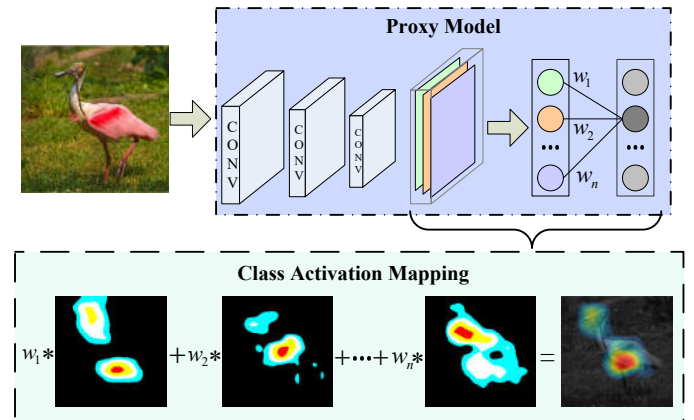 Proxy Model
CONV
CONV
CONV
w1
w2
...
wn
...
Class Activation Mapping
w1* +w2* +...+wn* =